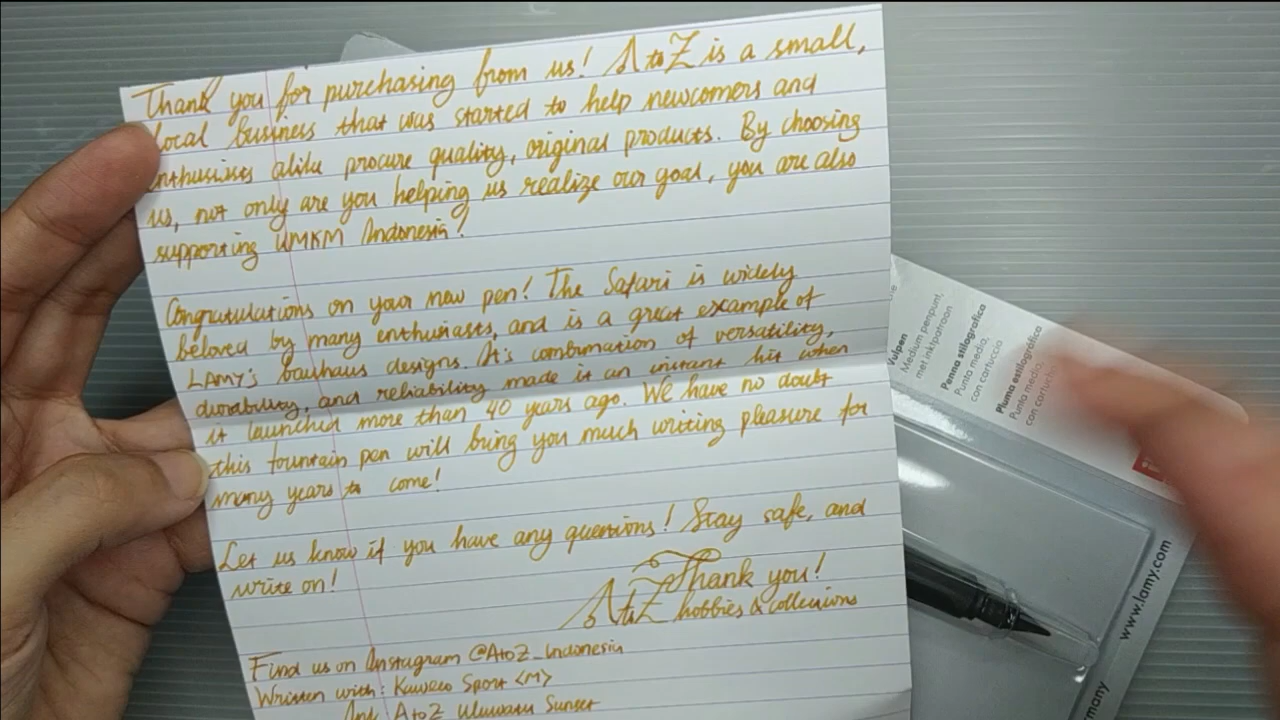 Thank you for purchasing from us! A to Z is a small,
local business that was started to help newcomers and
enthusiasts alike procure quality, original products. By choosing
us, not only are you helping us realize our goal, you are also
supporting UMKM Indonesia!
Congratulations on your new pen! The Safari is widely
beloved by many enthusiasts, and is a great example of
LAMY's bauhaus designs. It's combination of versatility,
durability, and reliability made it an instant hit when
it launched more than 40 years ago. We have no doubt
this fountain pen will bring you much writing pleasure for
many years to come!
Let us know if you have any questions! Stay safe, and
write on!
Thank you!
A to Z hobbies & collections
Find us on Instagram @AtoZ_Indonesia
Written with: Kaweco Sport <M>
Ink AtoZ Uluwatu Sunset
Vulpen
Medium penpunt,
met inktpatroon
Penna stilografica
Punta media,
con cartuccia
Pluma estilográfica
Punta media,
con cartucho
www.lamy.com